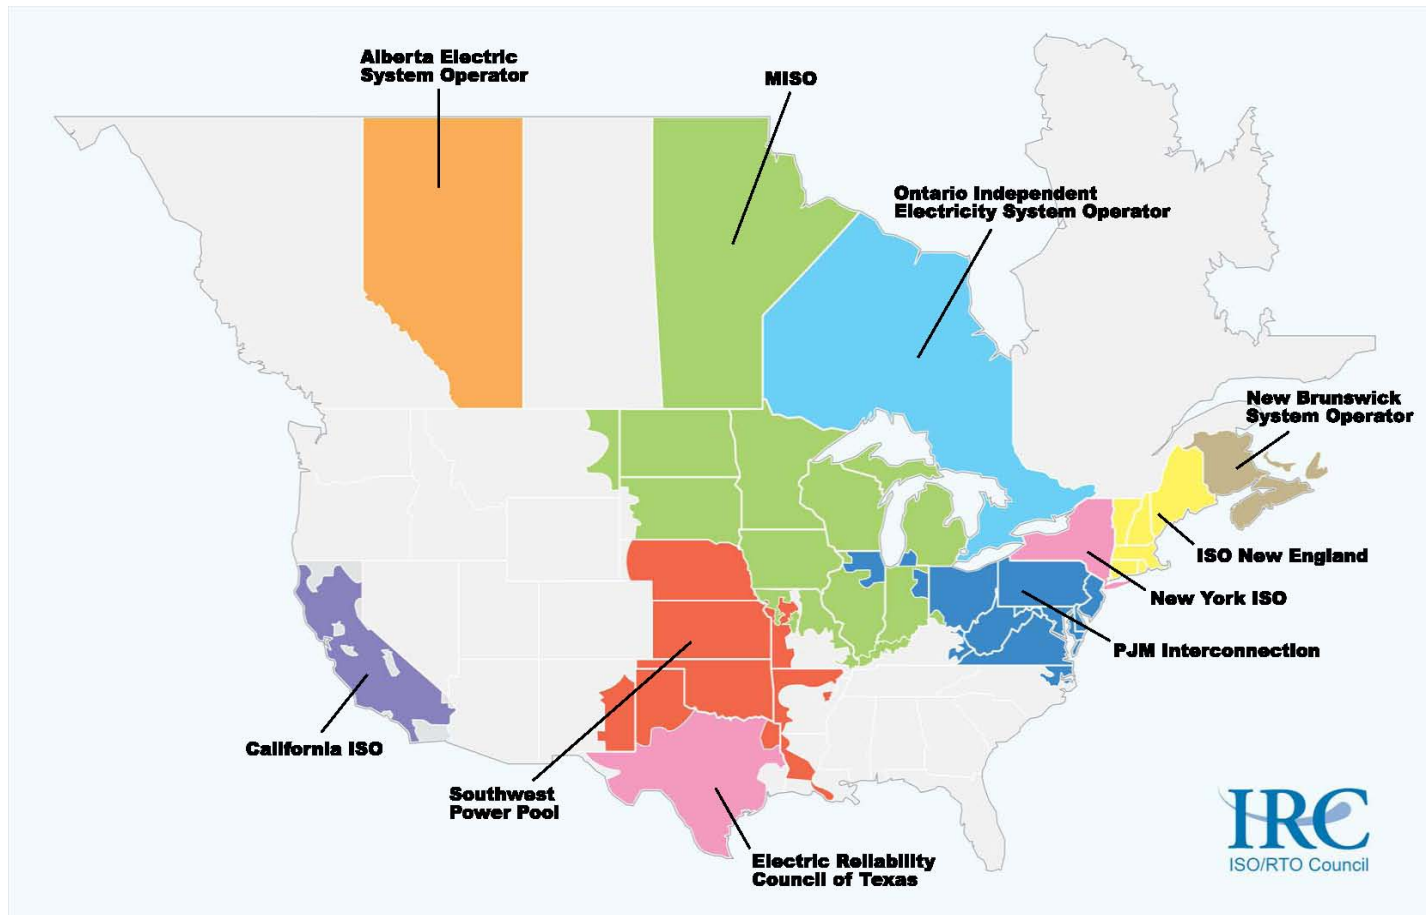 Alberta Electric
System Operator
MISO
Ontario Independent
Electricity System Operator
New Brunswick
System Operator
ISO New England
New York ISO
PJM Interconnection
California ISO
Southwest
Power Pool
Electric Reliability
Council of Texas
IRC
ISO/RTO Council